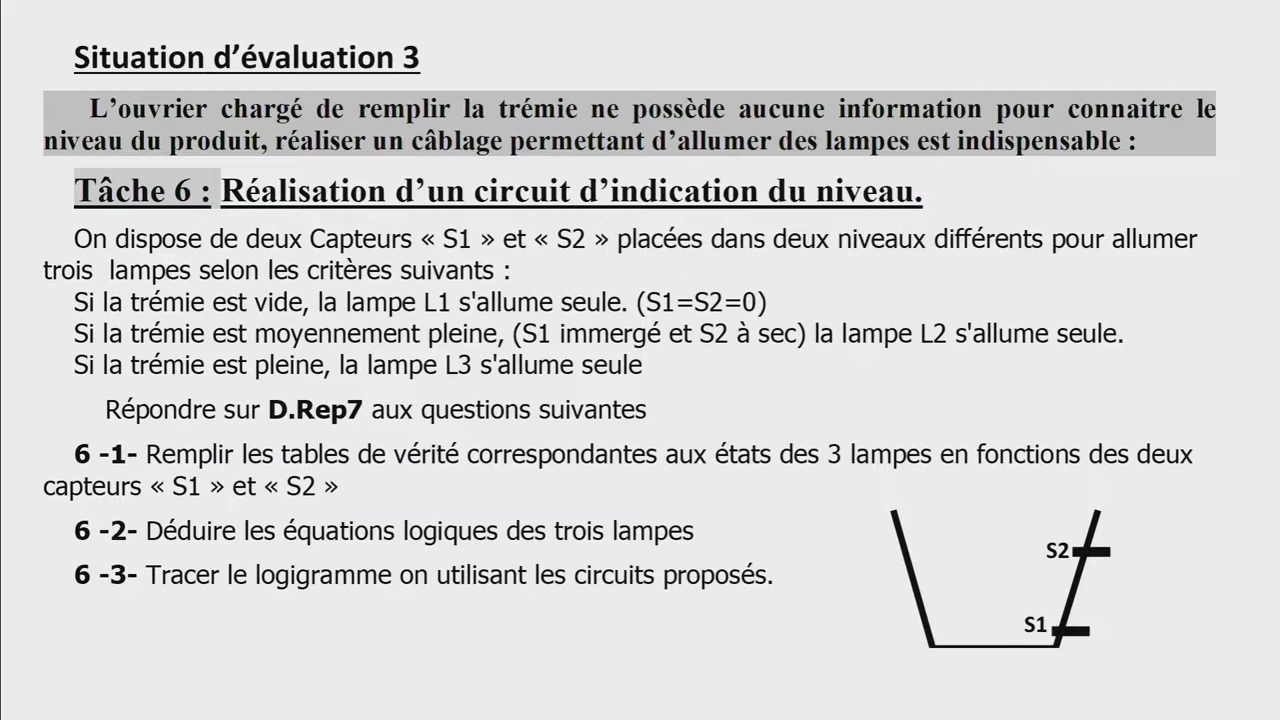 Situation d’évaluation 3
L’ouvrier chargé de remplir la trémie ne possède aucune information pour connaitre le
niveau du produit, réaliser un câblage permettant d’allumer des lampes est indispensable :
Tâche 6 : Réalisation d’un circuit d’indication du niveau.
On dispose de deux Capteurs « S1 » et « S2 » placées dans deux niveaux différents pour allumer
trois lampes selon les critères suivants :
Si la trémie est vide, la lampe L1 s'allume seule. (S1=S2=0)
Si la trémie est moyennement pleine, (S1 immergé et S2 à sec) la lampe L2 s'allume seule.
Si la trémie est pleine, la lampe L3 s'allume seule
Répondre sur D.Rep7 aux questions suivantes
6 -1- Remplir les tables de vérité correspondantes aux états des 3 lampes en fonctions des deux
capteurs « S1 » et « S2 »
6 -2- Déduire les équations logiques des trois lampes
6 -3- Tracer le logigramme on utilisant les circuits proposés.
S2
S1